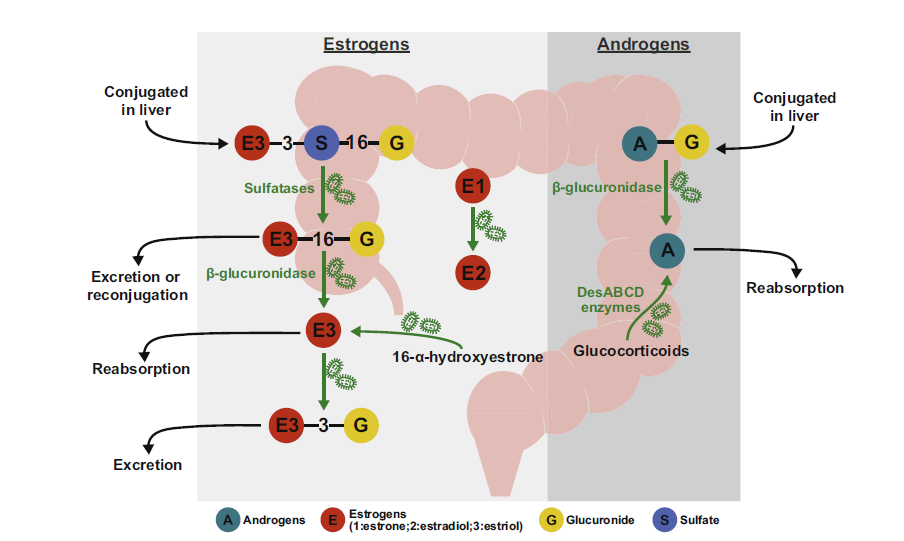 Estrogens
Androgens
Conjugated
in liver
Conjugated
in liver
E3 3 S 16 G
A G
Sulfatases
E1
β-glucuronidase
E3 16 G
A
β-glucuronidase
E2
Excretion or
reconjugation
Reabsorption
DesABCD
enzymes
E3
Glucocorticoids
16-α-hydroxyestrone
Reabsorption
E3 3 G
Excretion
A Androgens
E Estrogens
(1:estrone;2:estradiol;3:estriol)
G Glucuronide
S Sulfate